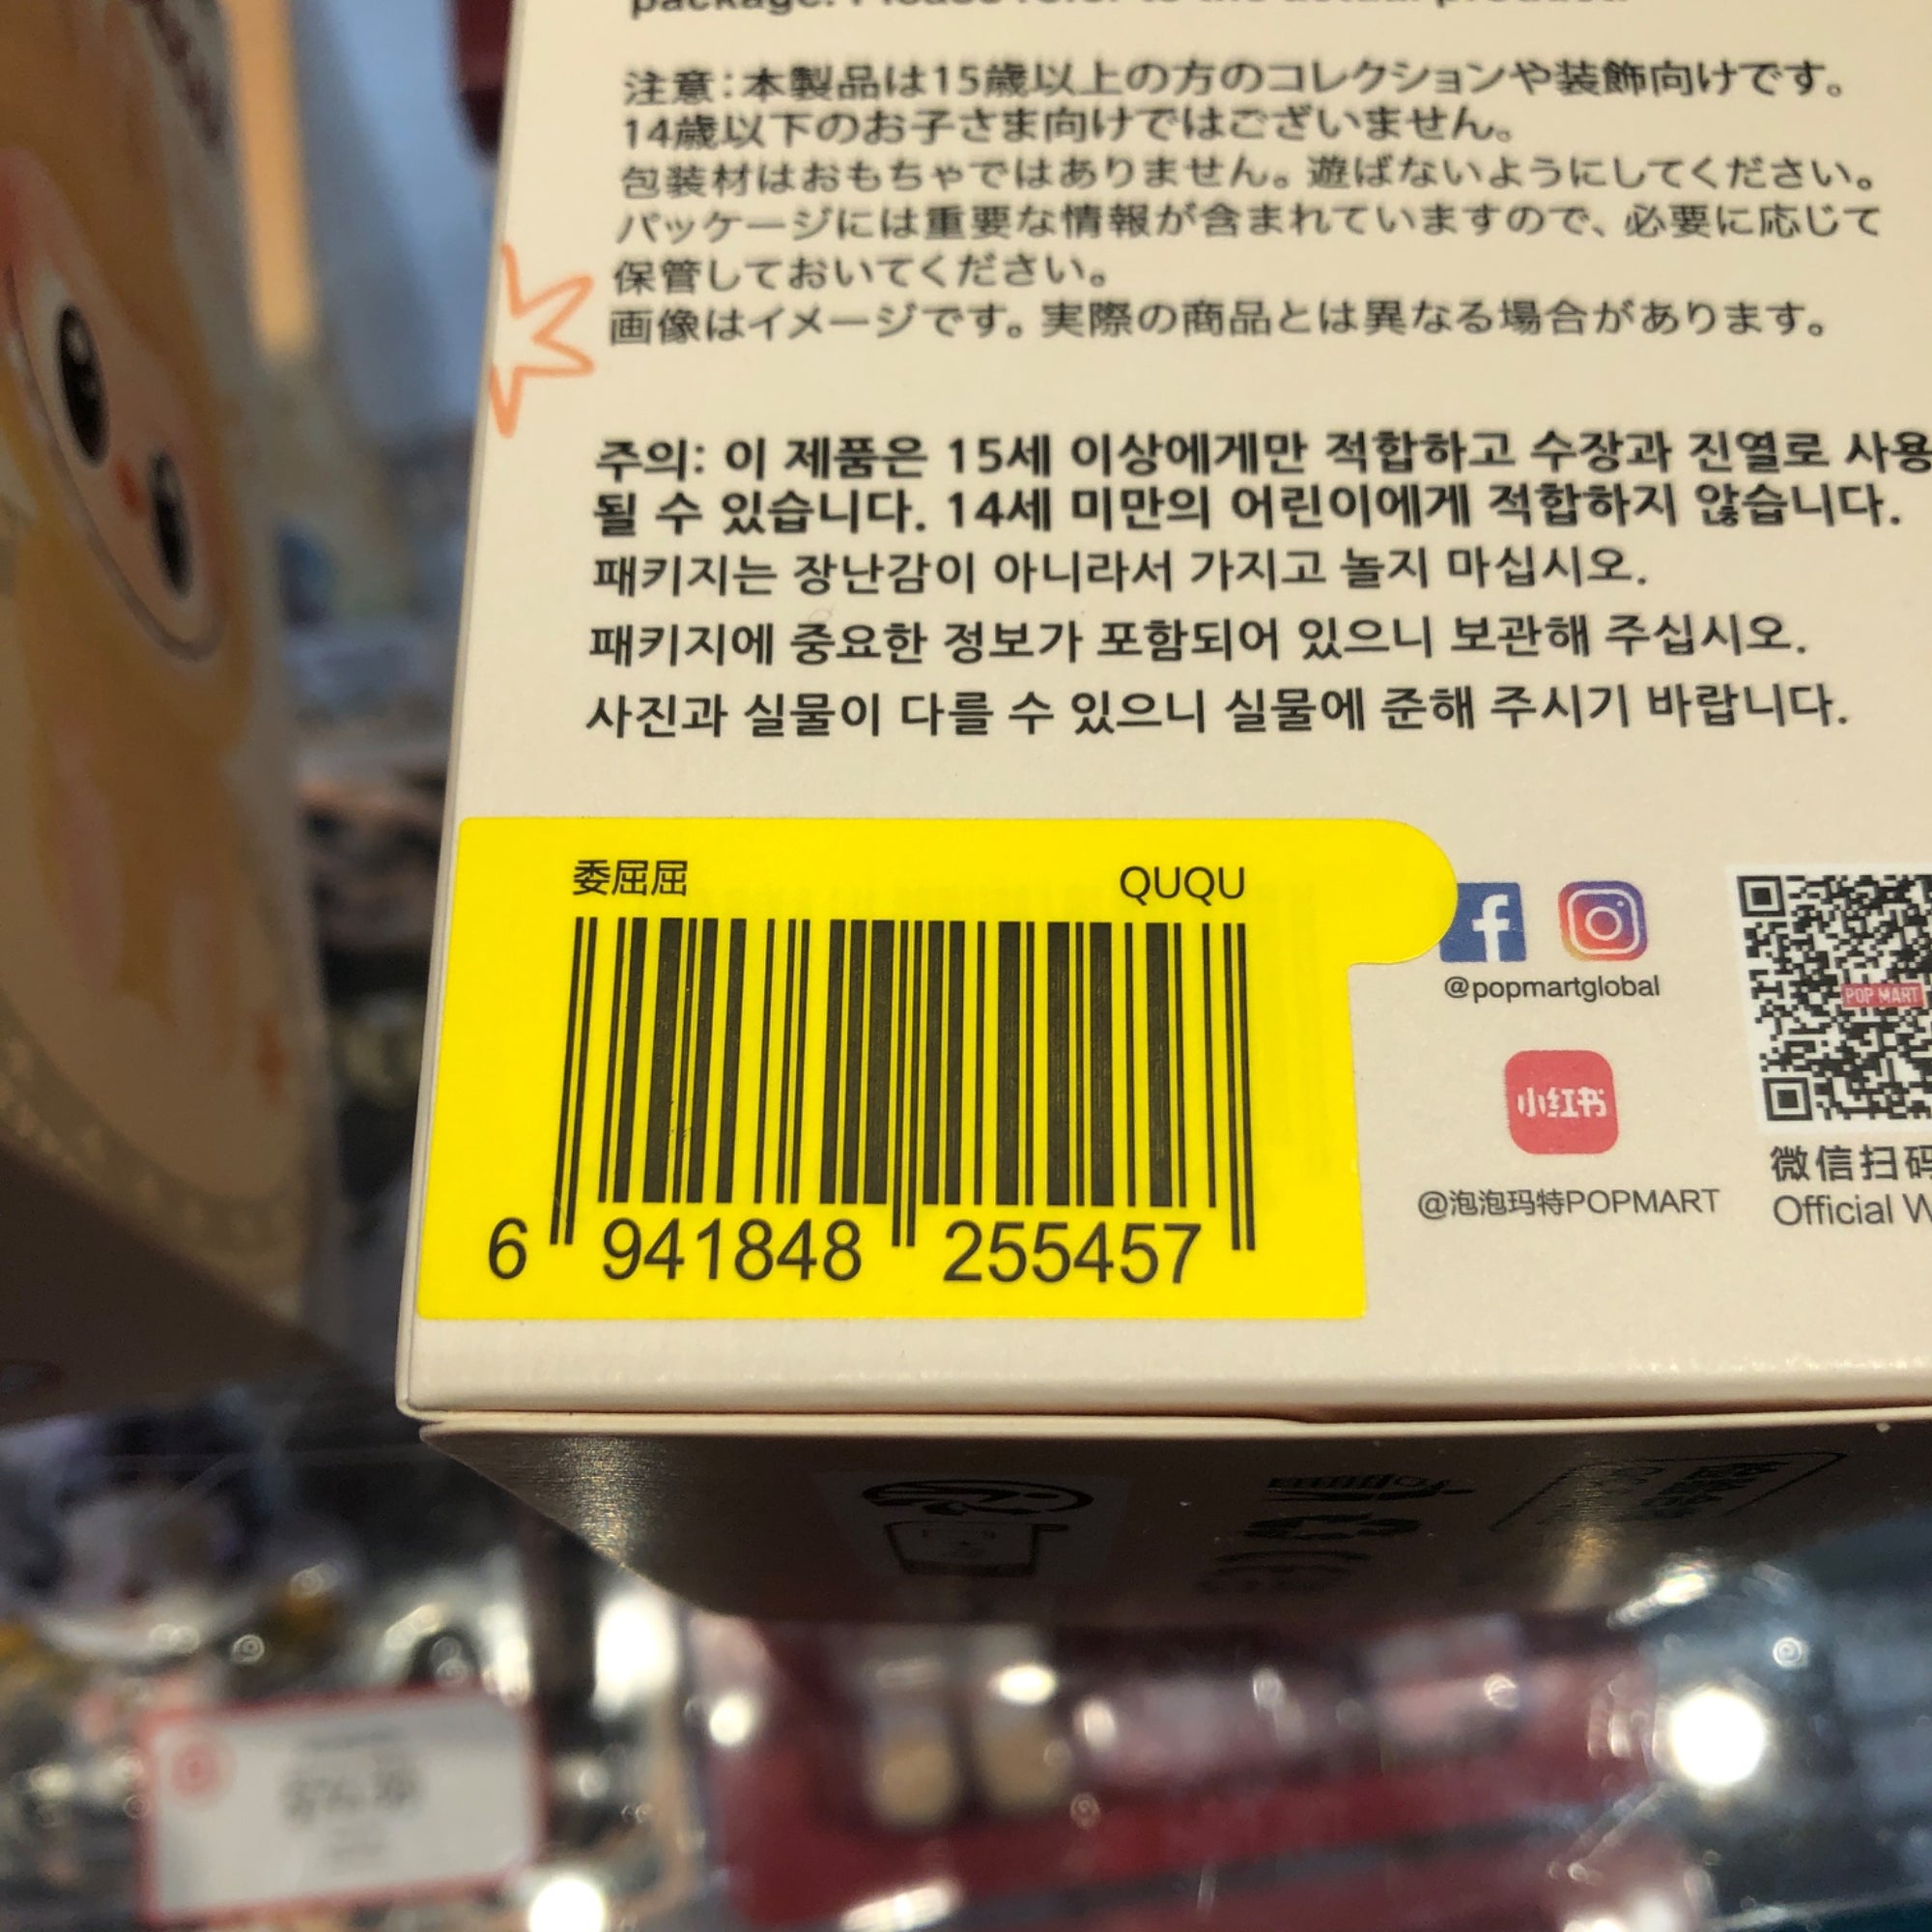 package. Please refer to the actual product.
注意：本製品は15歳以上の方のコレクションや装飾向けです。
14歳以下のお子さま向けではございません。
包装材はおもちゃではありません。遊ばないようにしてください。
パッケージには重要な情報が含まれていますので、必要に応じて
保管しておいてください。
画像はイメージです。実際の商品とは異なる場合があります。
주의: 이 제품은 15세 이상에게만 적합하고 수장과 진열로 사용
될 수 있습니다. 14세 미만의 어린이에게 적합하지 않습니다.
패키지는 장난감이 아니라서 가지고 놀지 마십시오.
패키지에 중요한 정보가 포함되어 있으니 보관해 주십시오.
사진과 실물이 다를 수 있으니 실물에 준해 주시기 바랍니다.
委屈屈 QUQU
6 941848 255457
@popmartglobal
小红书
@泡泡玛特POPMART
POP MART
微信扫码
Official W